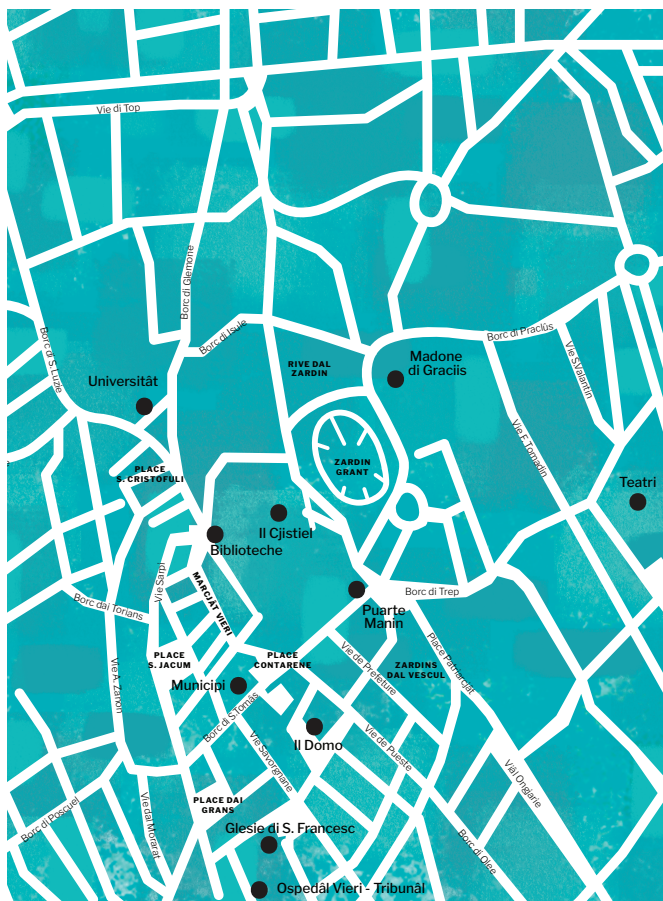 Vie di Top
Borc di Glemone
Borc di Isule
Borc di S.Luzie
RIVE DAL
ZARDIN
Madone
di Graciis
Borc di Praclûs
Vie S.Valantin
Universitât
Vie F. Tomadin
PLACE
S. CRISTOFULI
ZARDIN
GRANT
Teatri
Il Cjistiel
Biblioteche
Vie Sarpi
MARCJÂT VIERI
Borc dai Torians
Puarte
Manin
Borc di Trep
PLACE
S. JACUM
PLACE
CONTARENE
Vie de Prefeture
ZARDINS
DAL VESCUL
Place Patriarcjât
Vie A. Zanon
Municipi
Borc di S.Tomâs
Il Domo
Vie Savorgnane
Vie de Pueste
Viâl Ongjarie
PLACE DAI
GRANS
Borc di Poscuel
Vie dal Morarat
Glesie di S. Francesc
Borc di Olee
Ospedâl Vieri - Tribunâl